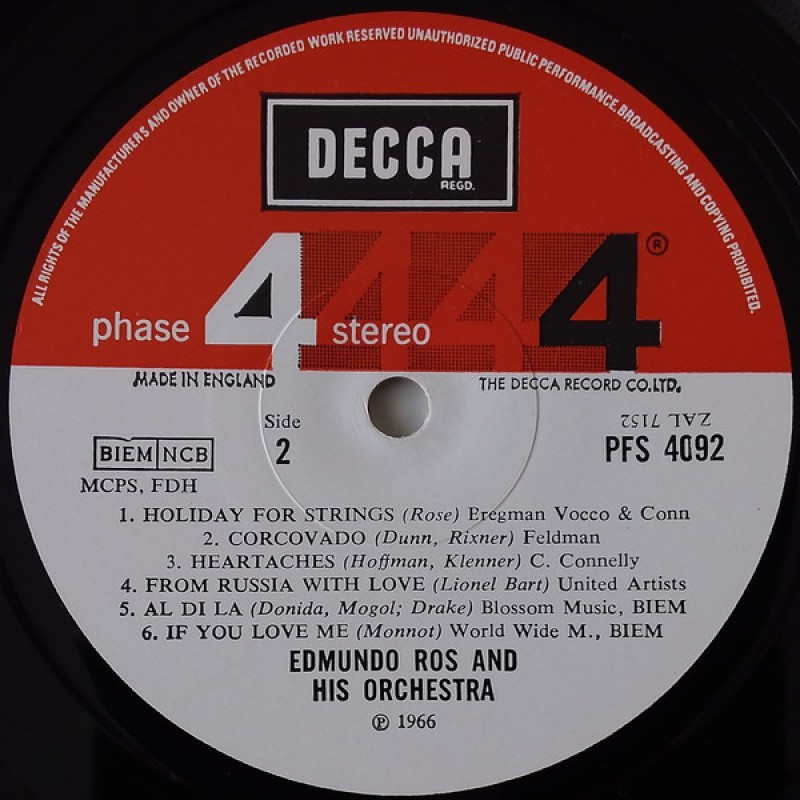 ALL RIGHTS OF THE MANUFACTURERS AND OWNER OF THE RECORDED WORK RESERVED UNAUTHORIZED PUBLIC PERFORMANCE, BROADCASTING AND COPYING PROHIBITED.
DECCA
REGD.
phase 4 stereo 4 4 4 ®
MADE IN ENGLAND
THE DECCA RECORD CO. LTD.
Side
2
ZAL 7152
PFS 4092
BIEM NCB
MCPS, FDH
1. HOLIDAY FOR STRINGS (Rose) Eregman Vocco & Conn
2. CORCOVADO (Dunn, Rixner) Feldman
3. HEARTACHES (Hoffman, Klenner) C. Connelly
4. FROM RUSSIA WITH LOVE (Lionel Bart) United Artists
5. AL DI LA (Donida, Mogol; Drake) Blossom Music, BIEM
6. IF YOU LOVE ME (Monnot) World Wide M., BIEM
EDMUNDO ROS AND
HIS ORCHESTRA
℗ 1966